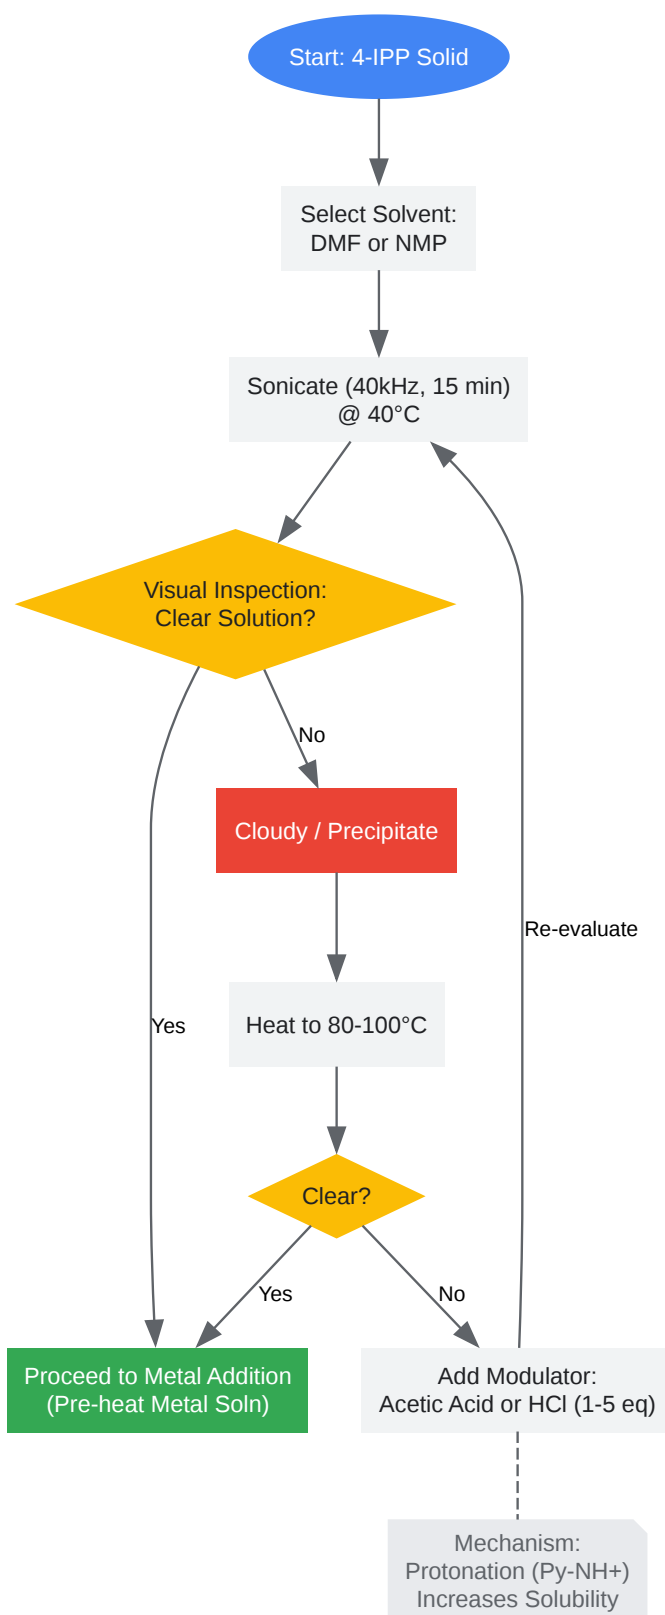 Start: 4-IPP Solid
Select Solvent:
DMF or NMP
Sonicate (40kHz, 15 min)
@ 40°C
Visual Inspection:
Clear Solution?
No
Cloudy / Precipitate
Re-evaluate
Yes
Heat to 80-100°C
Clear?
Yes
No
Proceed to Metal Addition
(Pre-heat Metal Soln)
Add Modulator:
Acetic Acid or HCl (1-5 eq)
Mechanism:
Protonation (Py-NH+)
Increases Solubility